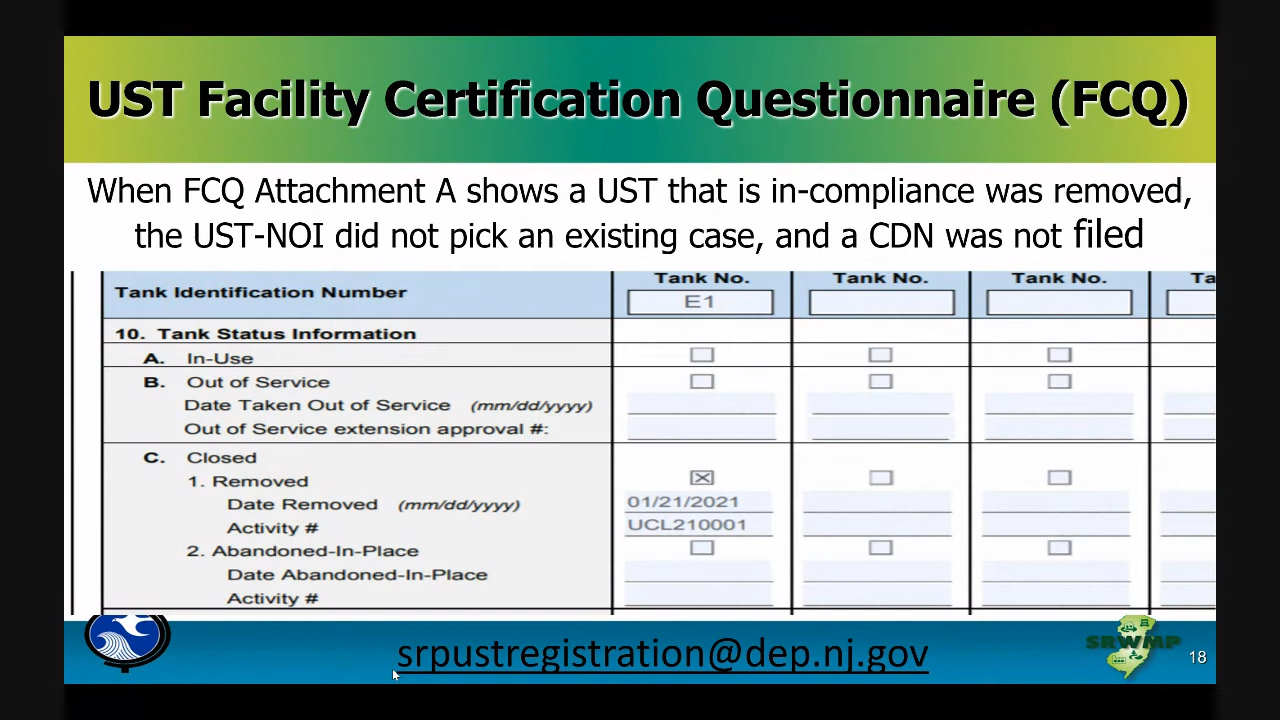 UST Facility Certification Questionnaire (FCQ)
When FCQ Attachment A shows a UST that is in-compliance was removed,
the UST-NOI did not pick an existing case, and a CDN was not filed
Tank Identification Number
Tank No. Tank No. Tank No. Ta
E1
10. Tank Status Information
A. In-Use
B. Out of Service
Date Taken Out of Service (mm/dd/yyyy)
Out of Service extension approval #:
C. Closed
1. Removed
Date Removed (mm/dd/yyyy) 01/21/2021
Activity # UCL210001
2. Abandoned-In-Place
Date Abandoned-In-Place
Activity #
srpustregistration@dep.nj.gov
SRWMP
18